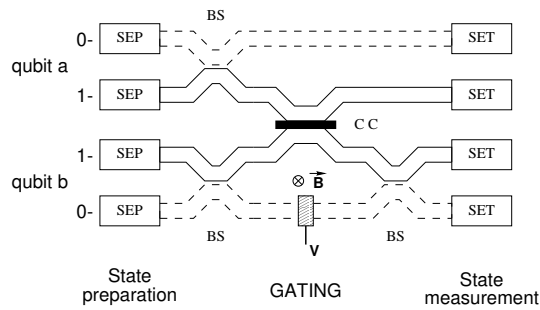 BS
0- SEP SET
qubit a
1- SEP SET
C C
1- SEP SET
qubit b
B
0- SEP SET
BS BS
V
State preparation GATING State measurement